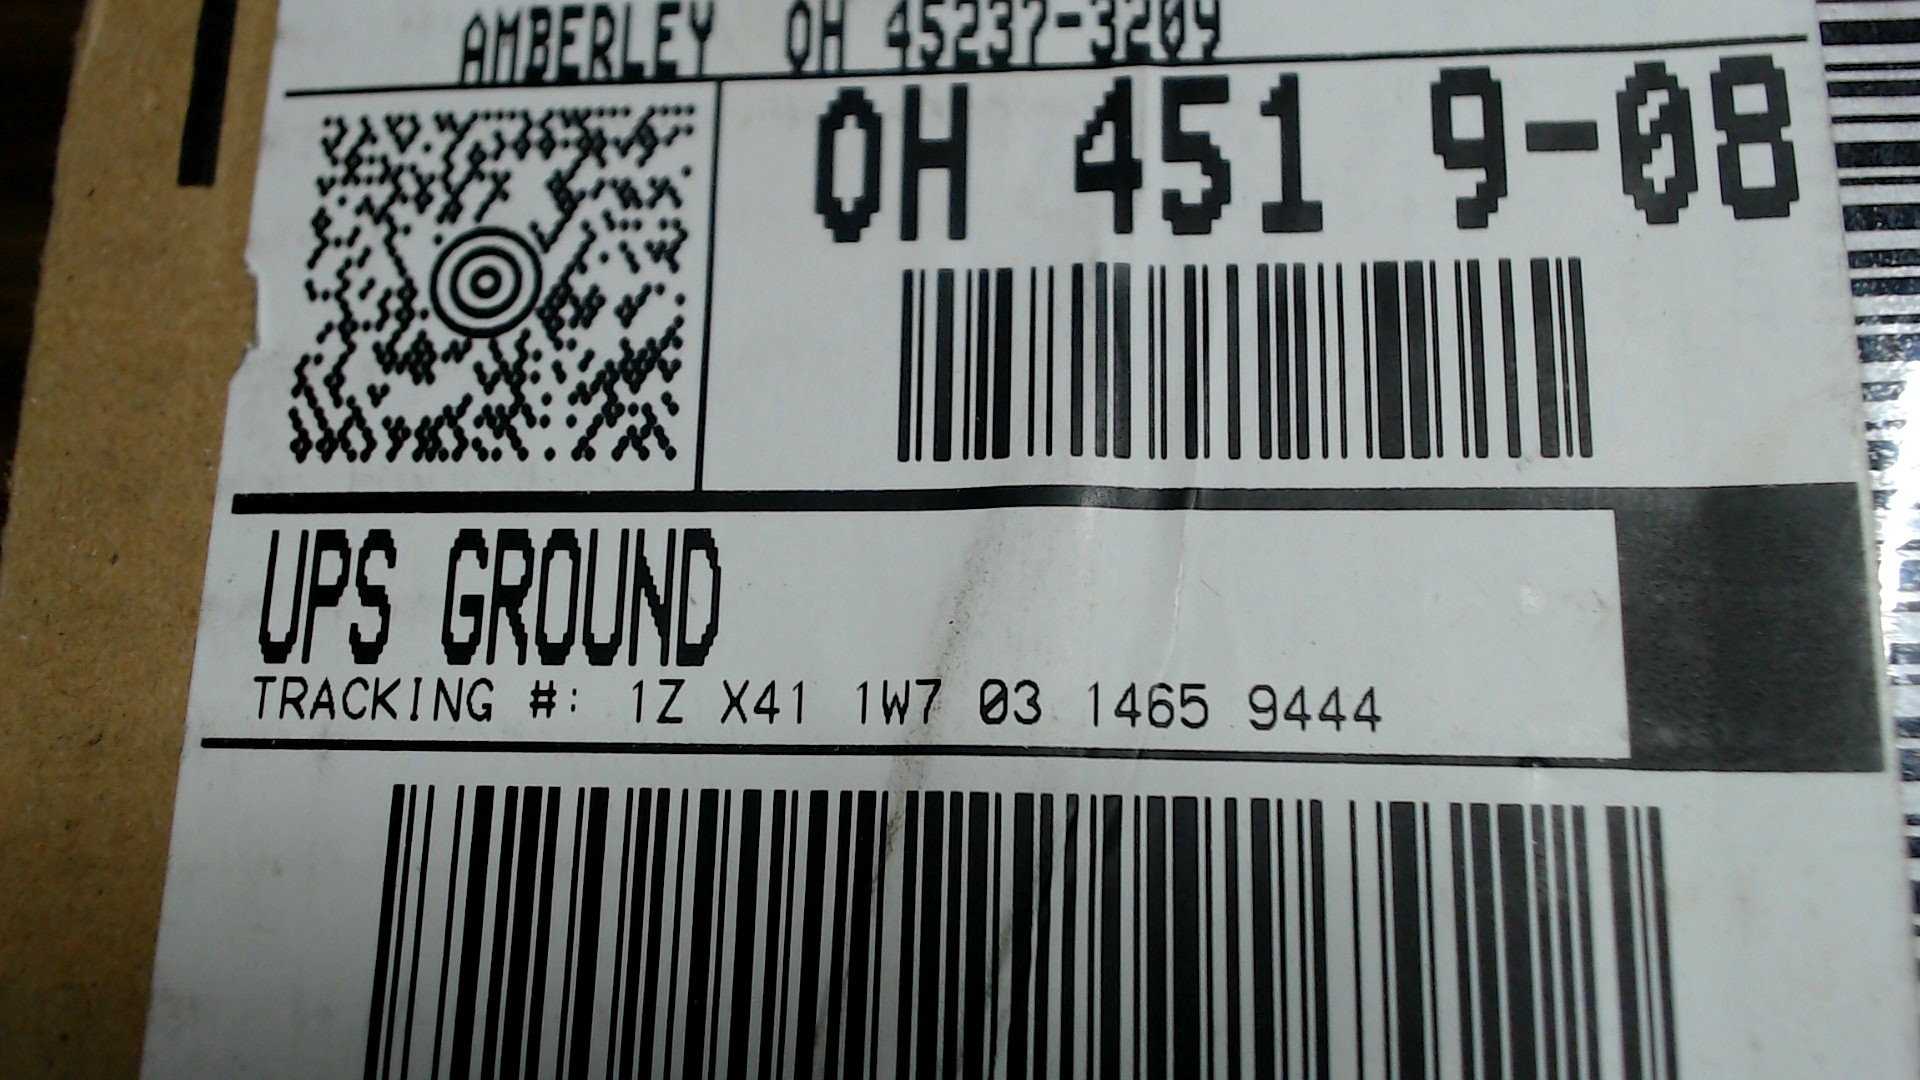 AMBERLEY OH 45237-3209
OH 451 9-08
UPS GROUND
TRACKING #: 1Z X41 1W7 03 1465 9444